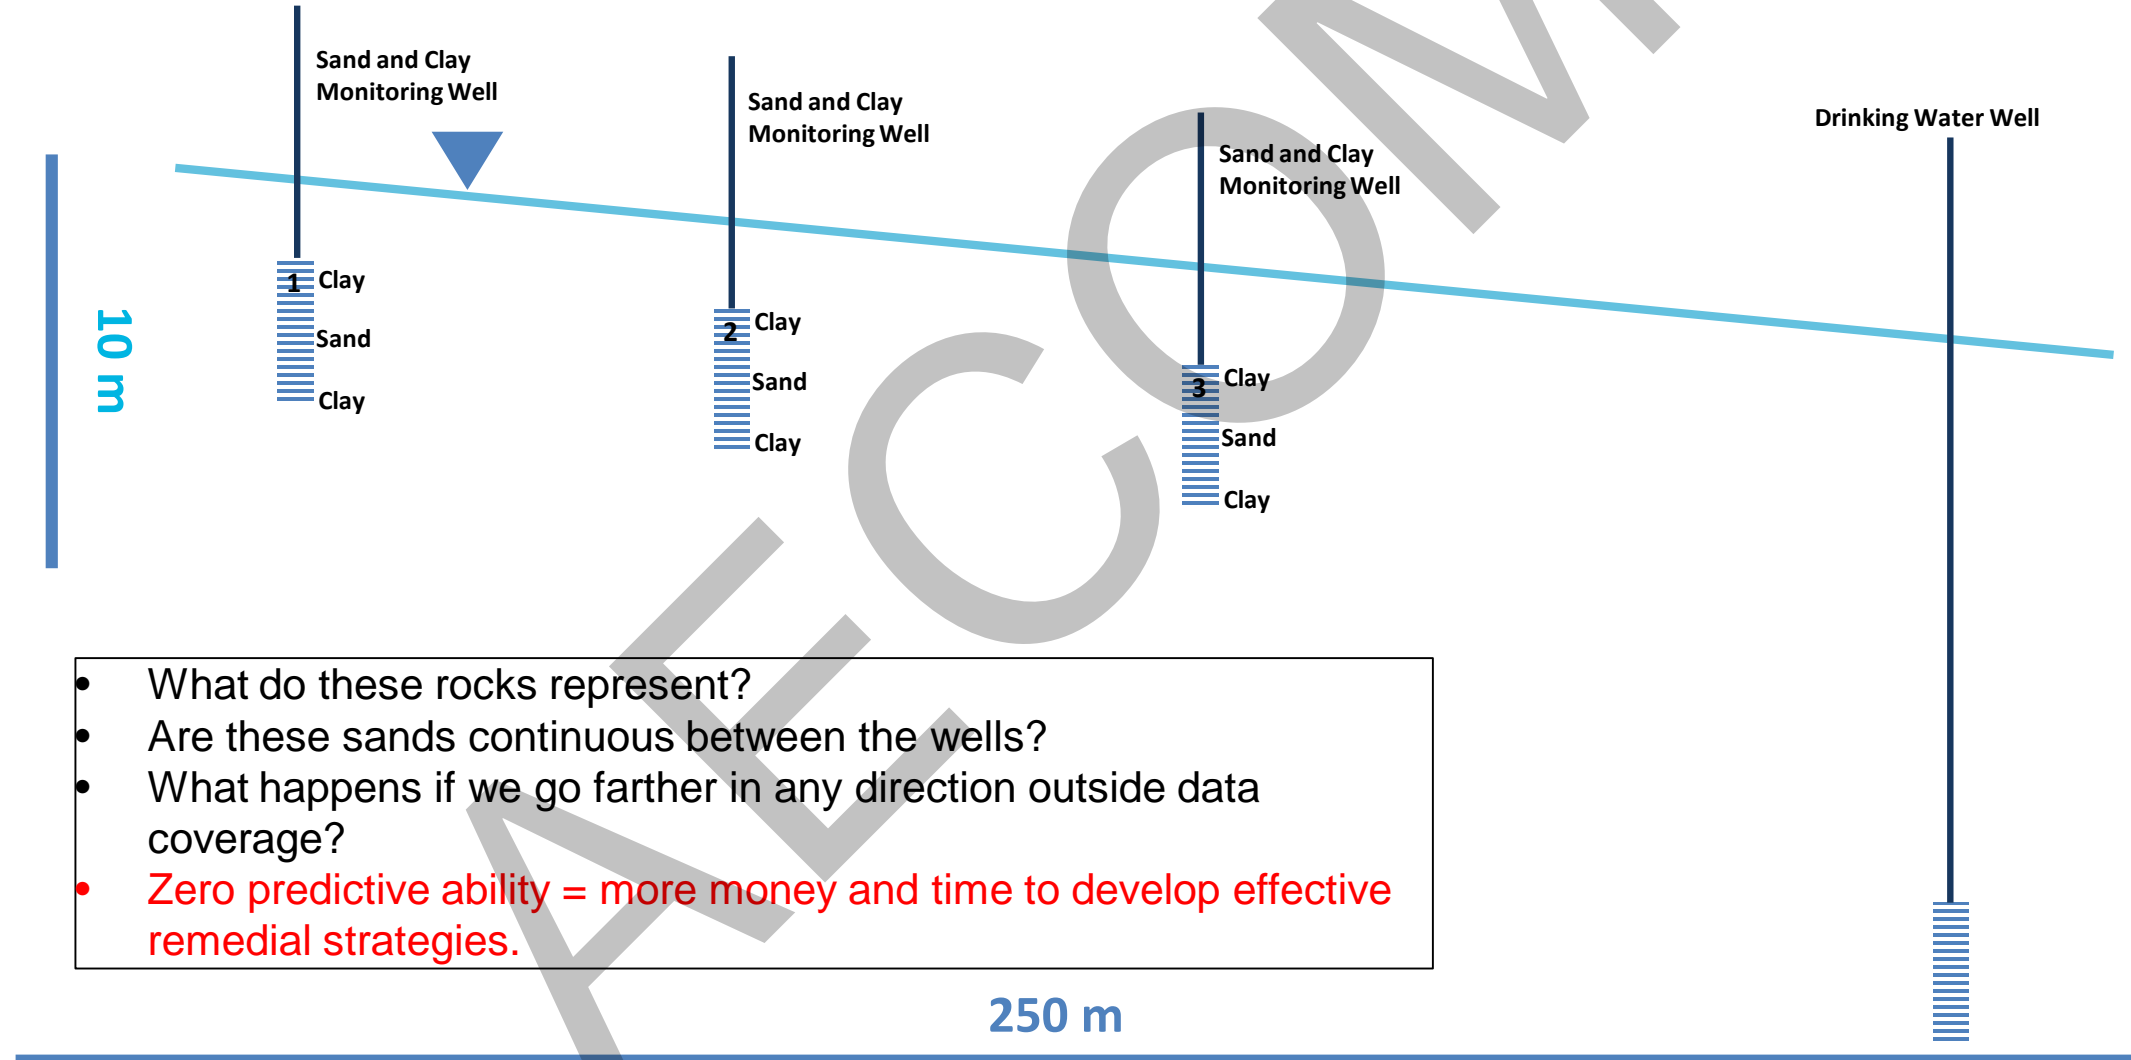 Sand and Clay
Monitoring Well
Sand and Clay
Monitoring Well
Sand and Clay
Monitoring Well
Drinking Water Well
10 m
1
Clay
Sand
Clay
2
Clay
Sand
Clay
3
Clay
Sand
Clay
• What do these rocks represent?
• Are these sands continuous between the wells?
• What happens if we go farther in any direction outside data
coverage?
• Zero predictive ability = more money and time to develop effective
remedial strategies.
250 m
AECOM